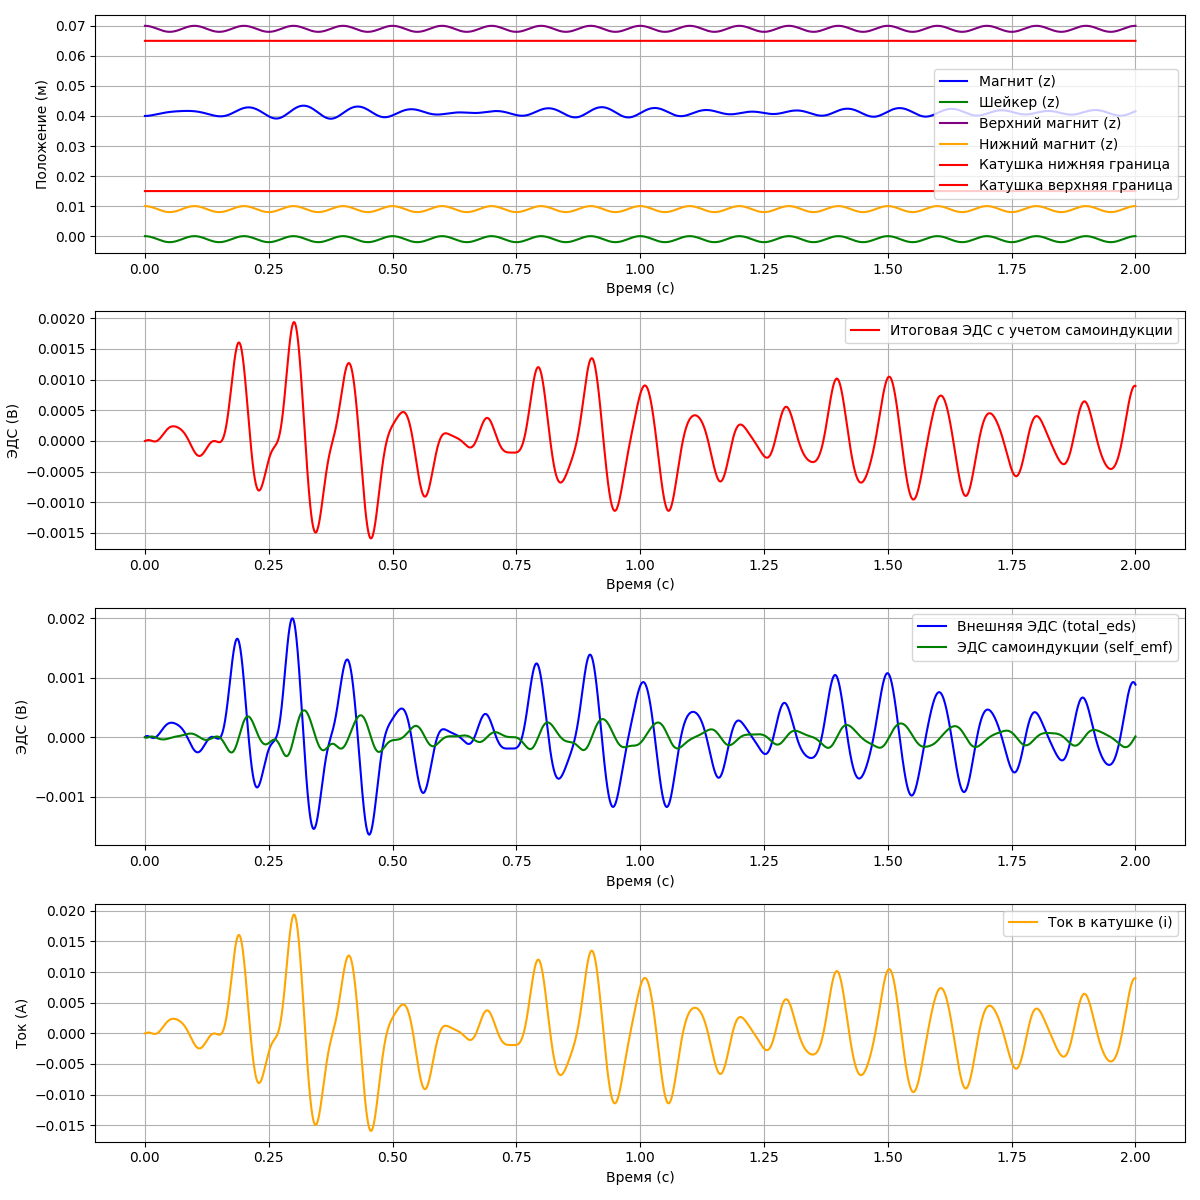 0.07
0.06
0.05
0.04
0.03
0.02
0.01
0.00
Положение (м)
Магнит (z)
Шейкер (z)
Верхний магнит (z)
Нижний магнит (z)
Катушка нижняя граница
Катушка верхняя граница
0.00 0.25 0.50 0.75 1.00 1.25 1.50 1.75 2.00
Время (с)
0.0020
0.0015
0.0010
0.0005
0.0000
−0.0005
−0.0010
−0.0015
ЭДС (В)
Итоговая ЭДС с учетом самоиндукции
0.00 0.25 0.50 0.75 1.00 1.25 1.50 1.75 2.00
Время (с)
0.002
0.001
0.000
−0.001
ЭДС (В)
Внешняя ЭДС (total_eds)
ЭДС самоиндукции (self_emf)
0.00 0.25 0.50 0.75 1.00 1.25 1.50 1.75 2.00
Время (с)
0.020
0.015
0.010
0.005
0.000
−0.005
−0.010
−0.015
Ток (А)
Ток в катушке (i)
0.00 0.25 0.50 0.75 1.00 1.25 1.50 1.75 2.00
Время (с)